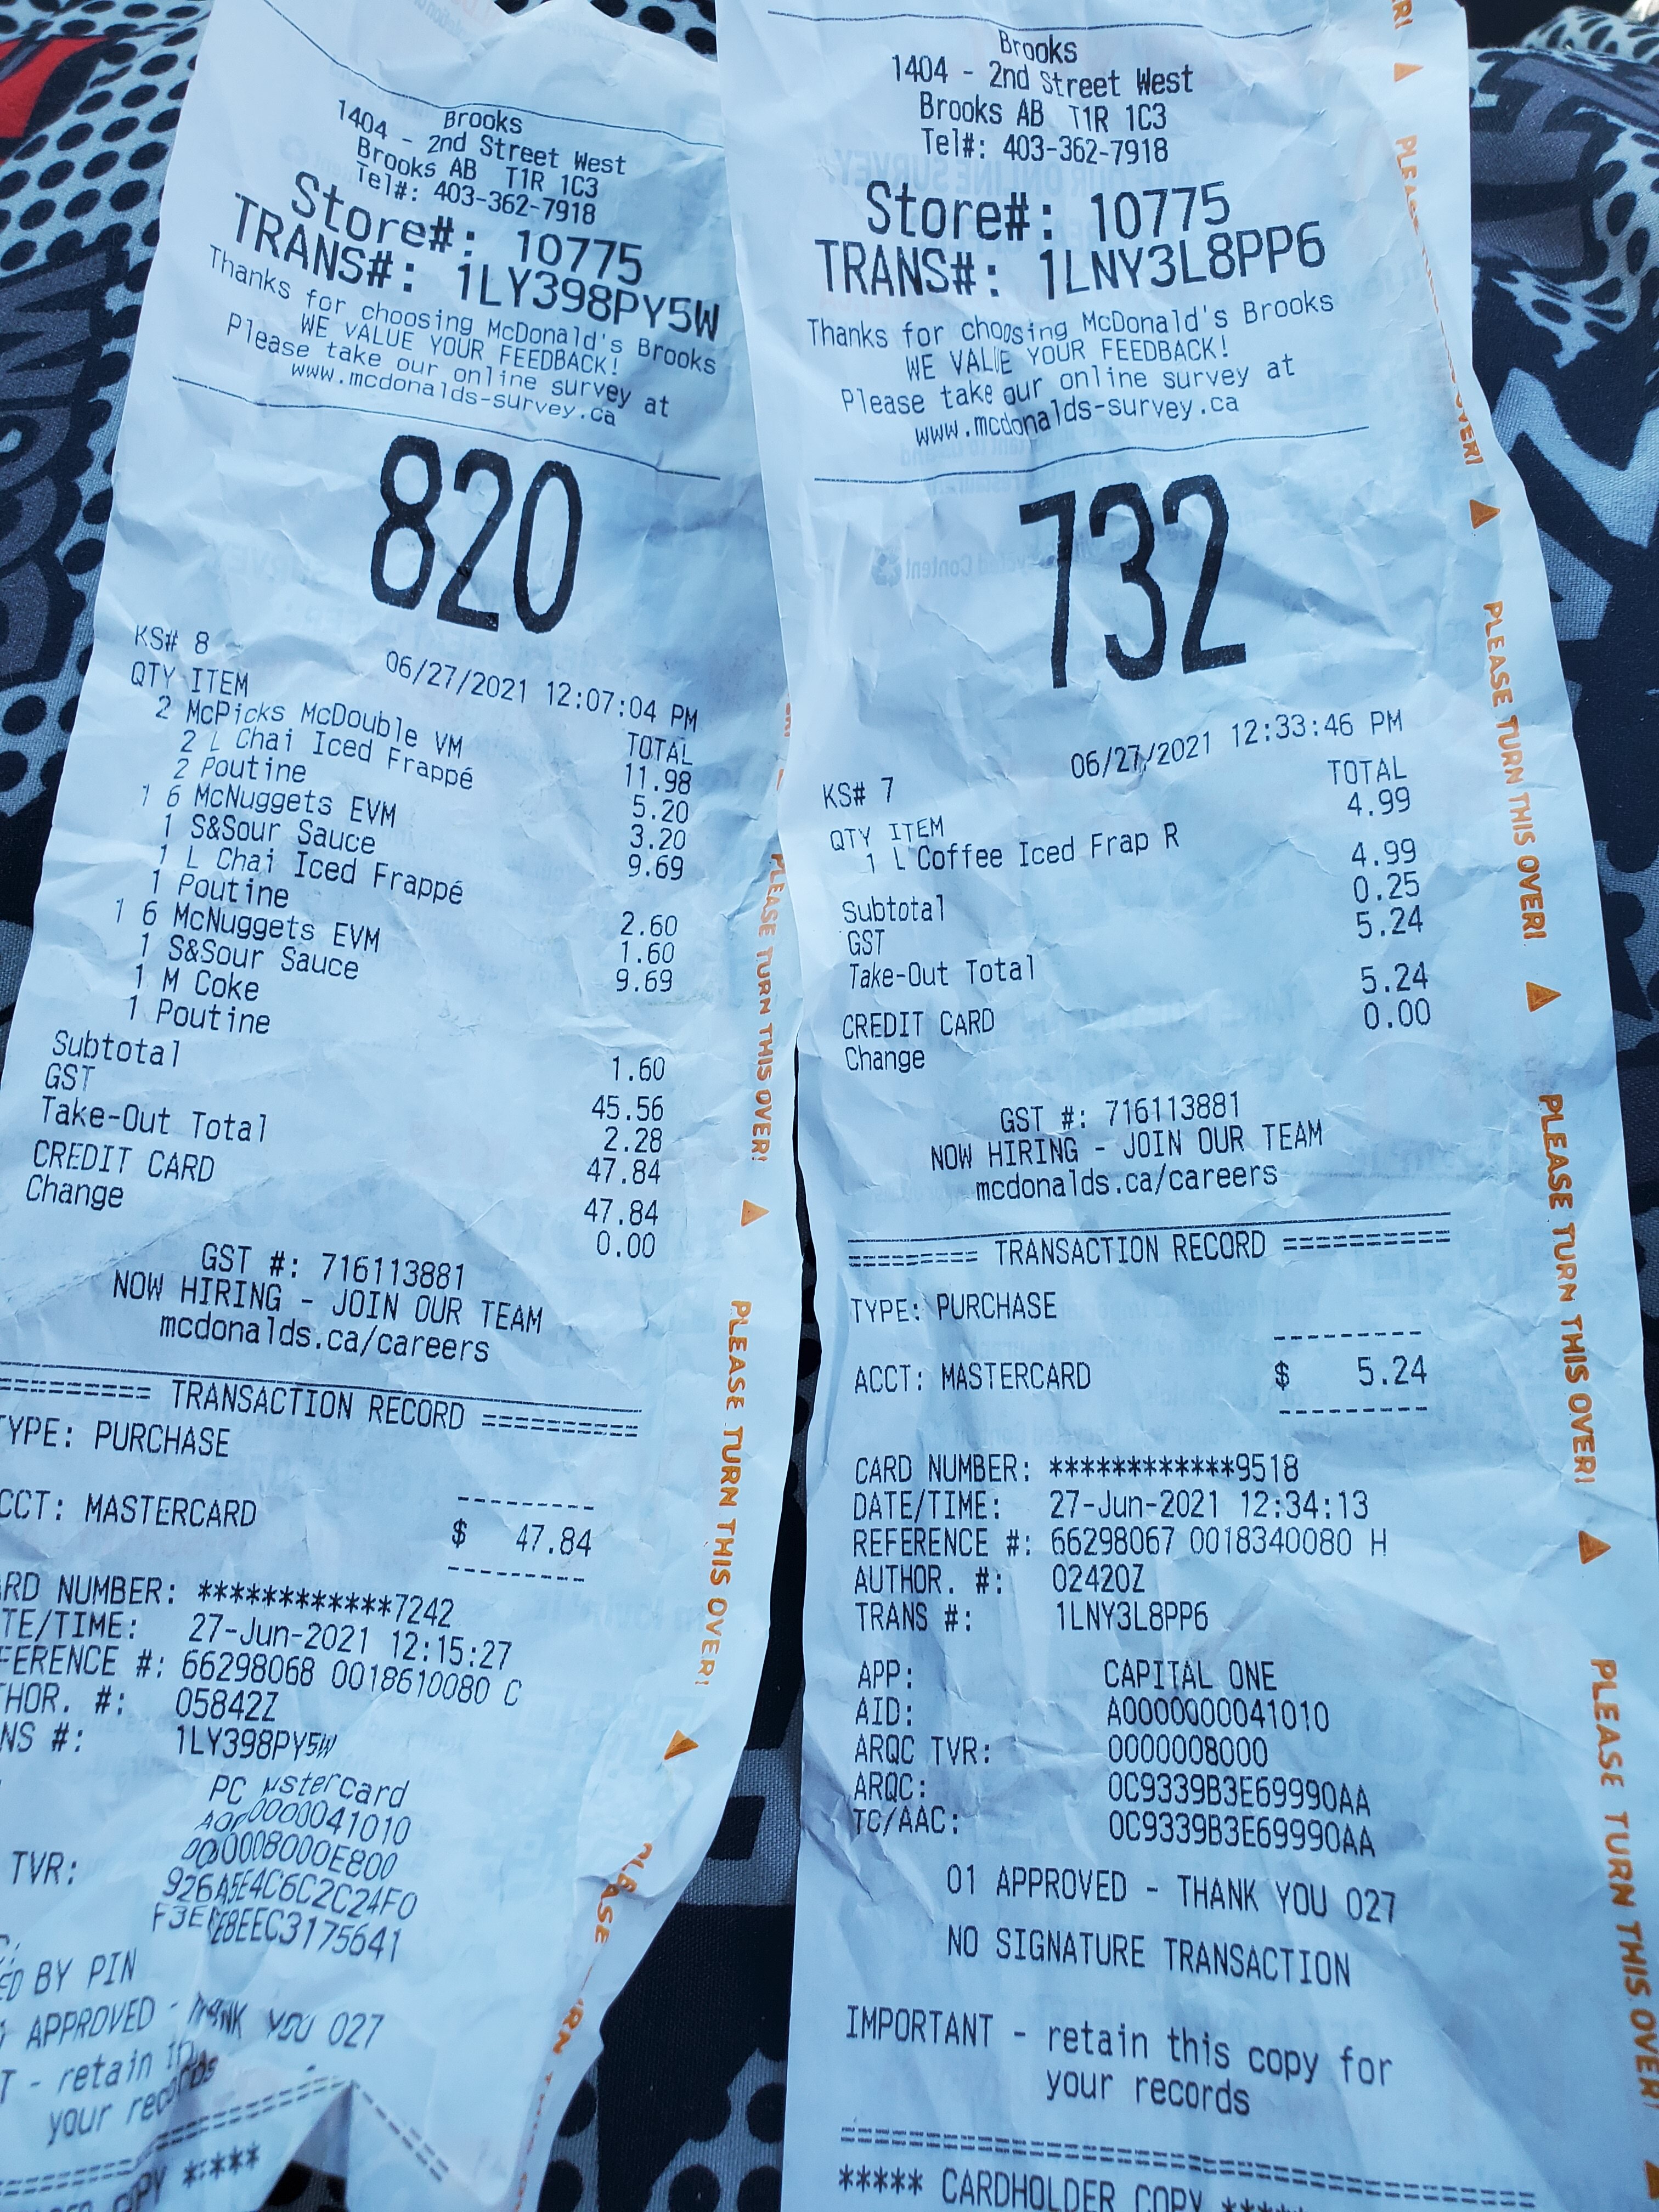 Brooks
1404 - 2nd Street West
Brooks AB T1R 1C3
Tel#: 403-362-7918
Store#: 10775
TRANS#: 1LY398PY5W
Thanks for choosing McDonald's Brooks
WE VALUE YOUR FEEDBACK!
Please take our online survey at
www.mcdonalds-survey.ca
820
KS# 8
06/27/2021 12:07:04 PM
QTY ITEM TOTAL
2 McPicks McDouble VM 11.98
2 L Chai Iced Frappé 5.20
2 Poutine 3.20
1 6 McNuggets EVM 9.69
1 S&Sour Sauce
1 L Chai Iced Frappé 2.60
1 Poutine 1.60
1 6 McNuggets EVM 9.69
1 S&Sour Sauce
1 M Coke
1 Poutine 1.60
Subtotal 45.56
GST 2.28
Take-Out Total 47.84
CREDIT CARD 47.84
Change 0.00
GST #: 716113881
NOW HIRING - JOIN OUR TEAM
mcdonalds.ca/careers
========= TRANSACTION RECORD ==========
TYPE: PURCHASE
CCT: MASTERCARD
$ 47.84
RD NUMBER: ************7242
TE/TIME: 27-Jun-2021 12:15:27
FERENCE #: 66298068 0018610080 C
HOR. #: 05842Z
NS #: 1LY398PY5W
PC
0000041010
TVR: 0000008000E800
926A5E4C6C2C24F0
E8EEC3175641
ED BY PIN
APPROVED - THANK YOU 027
T - retain
your records
COPY *****
Brooks
1404 - 2nd Street West
Brooks AB T1R 1C3
Tel#: 403-362-7918
Store#: 10775
TRANS#: 1LNY3L8PP6
Thanks for choosing McDonald's Brooks
WE VALUE YOUR FEEDBACK!
Please take our online survey at
www.mcdonalds-survey.ca
732
06/27/2021 12:33:46 PM
KS# 7
QTY ITEM TOTAL
1 L Coffee Iced Frap R 4.99
Subtotal 4.99
GST 0.25
Take-Out Total 5.24
CREDIT CARD 5.24
Change 0.00
GST #: 716113881
NOW HIRING - JOIN OUR TEAM
mcdonalds.ca/careers
======== TRANSACTION RECORD ==========
TYPE: PURCHASE
ACCT: MASTERCARD $ 5.24
CARD NUMBER: ************9518
DATE/TIME: 27-Jun-2021 12:34:13
REFERENCE #: 66298067 0018340080 H
AUTHOR. #: 02420Z
TRANS #: 1LNY3L8PP6
APP: CAPITAL ONE
AID: A0000000041010
ARQC TVR: 0000008000
ARQC: 0C9339B3E69990AA
TC/AAC: 0C9339B3E69990AA
01 APPROVED - THANK YOU 027
NO SIGNATURE TRANSACTION
IMPORTANT - retain this copy for
your records
***** CARDHOLDER COPY *****
PLEASE TURN THIS OVER!
PLEASE TURN THIS OVER!
PLEASE TURN THIS OVER!
PLEASE TURN THIS OVER!
PLEASE TURN THIS OVER!